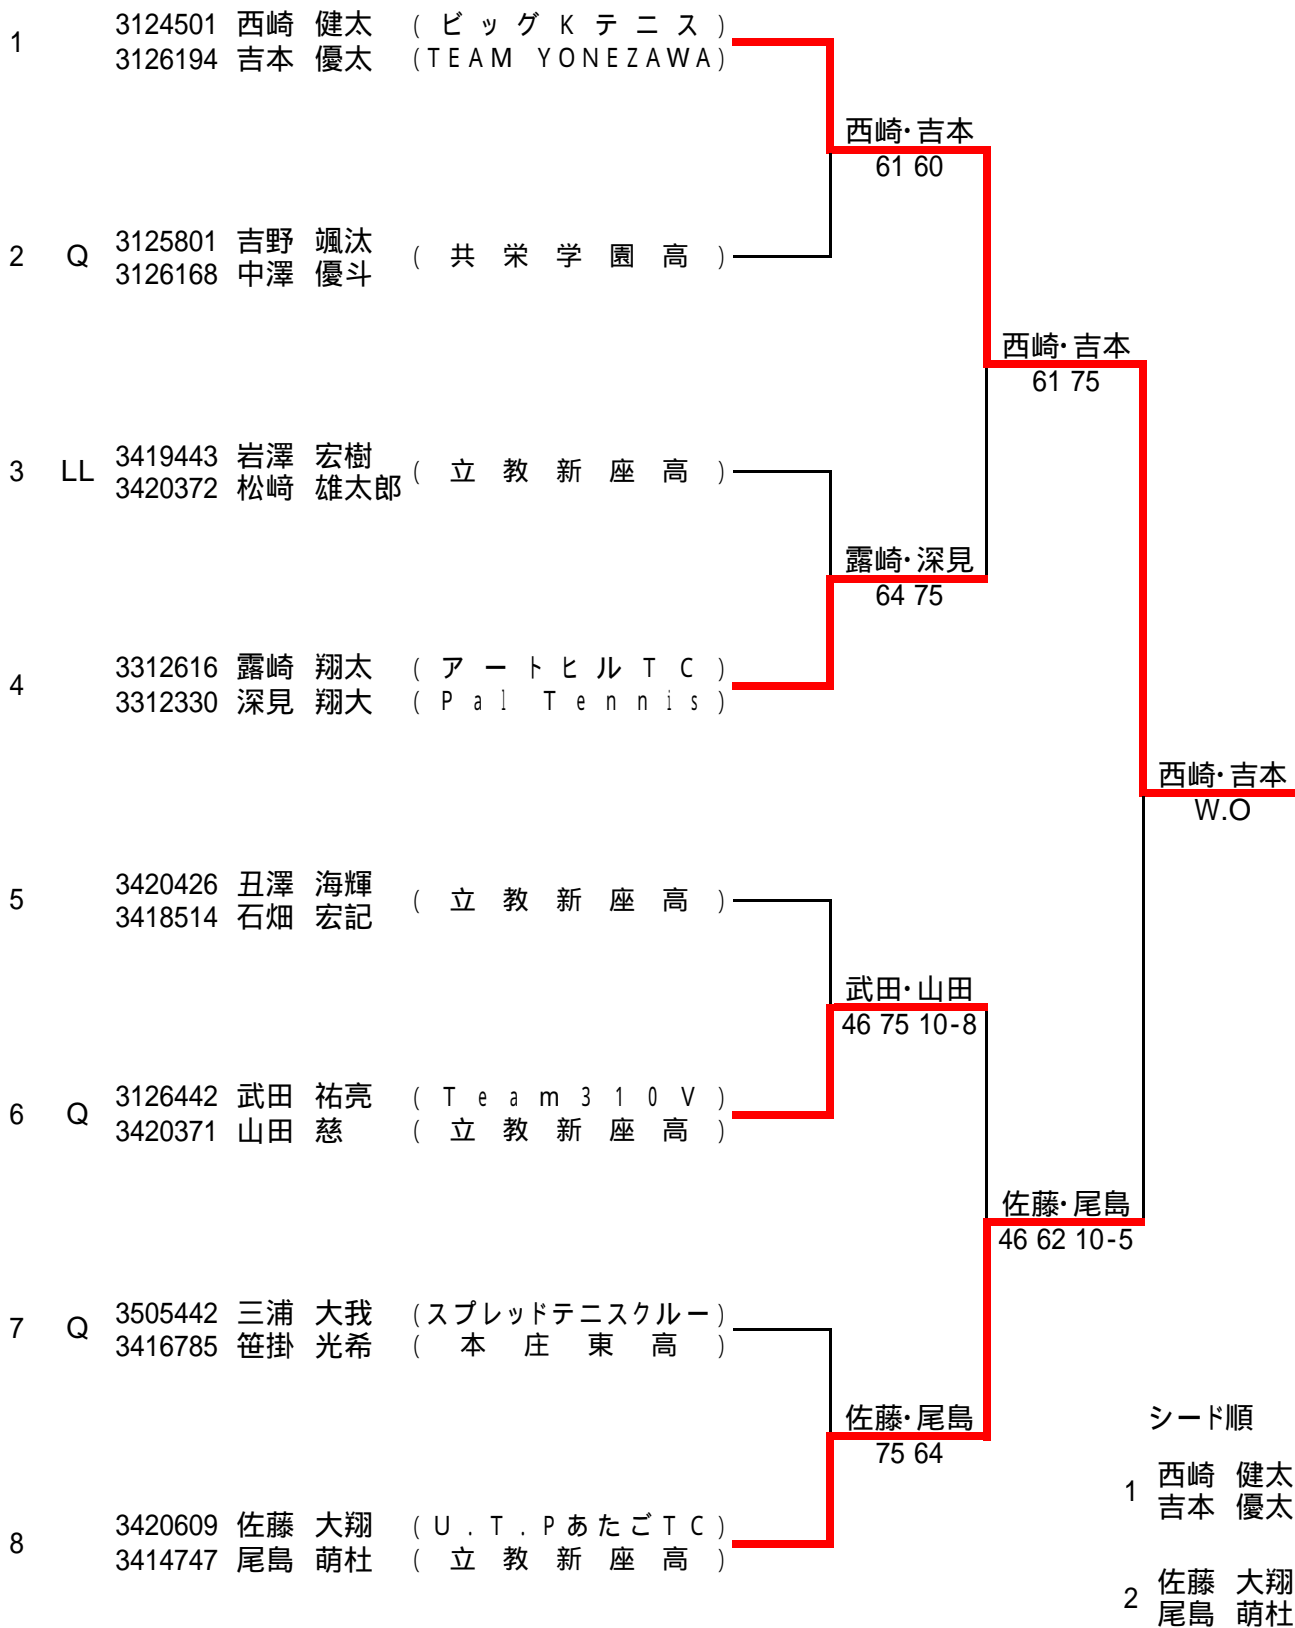 1 3124501 西崎 健太 (ビッグKテニス)
3126194 吉本 優太 (TEAM YONEZAWA)
西崎・吉本
61 60
2 Q 3125801 吉野 颯汰 (共栄学園高)
3126168 中澤 優斗
西崎・吉本
61 75
3 LL 3419443 岩澤 宏樹 (立教新座高)
3420372 松﨑 雄太郎
露崎・深見
64 75
4 3312616 露崎 翔太 (アートヒルTC)
3312330 深見 翔大 (Pal Tennis)
西崎・吉本
W.O
5 3420426 丑澤 海輝 (立教新座高)
3418514 石畑 宏記
武田・山田
46 75 10-8
6 Q 3126442 武田 祐亮 (Team310V)
3420371 山田 慈 (立教新座高)
佐藤・尾島
46 62 10-5
7 Q 3505442 三浦 大我 (スプレッドテニスクルー)
3416785 笹掛 光希 (本庄東高)
佐藤・尾島
75 64
8 3420609 佐藤 大翔 (U.T.PあたごTC)
3414747 尾島 萌杜 (立教新座高)
シード順
1 西崎 健太
吉本 優太
2 佐藤 大翔
尾島 萌杜